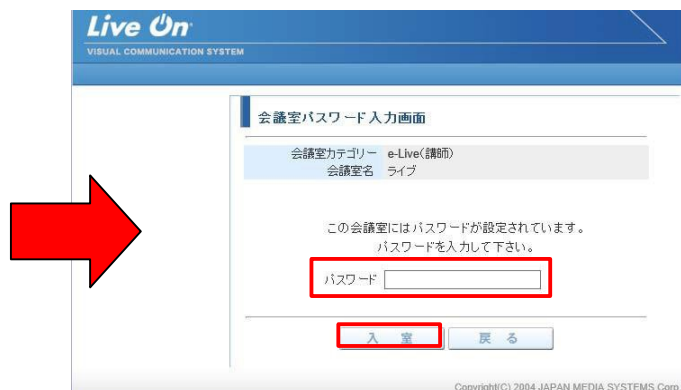 Live On
VISUAL COMMUNICATION SYSTEM
会議室パスワード入力画面
会議室カテゴリー e-Live(講師)
会議室名 ライブ
この会議室にはパスワードが設定されています。
パスワードを入力して下さい。
パスワード
入 室 戻 る
Copyright(C) 2004 JAPAN MEDIA SYSTEMS Corp